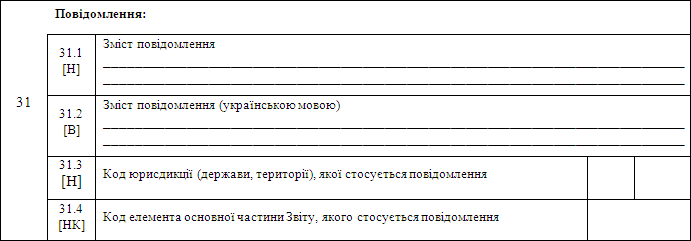 Повідомлення:
31
31.1
[Н]
Зміст повідомлення
31.2
[В]
Зміст повідомлення (українською мовою)
31.3
[Н]
Код юрисдикції (держави, території), якої стосується повідомлення
31.4
[НК]
Код елемента основної частини Звіту, якого стосується повідомлення